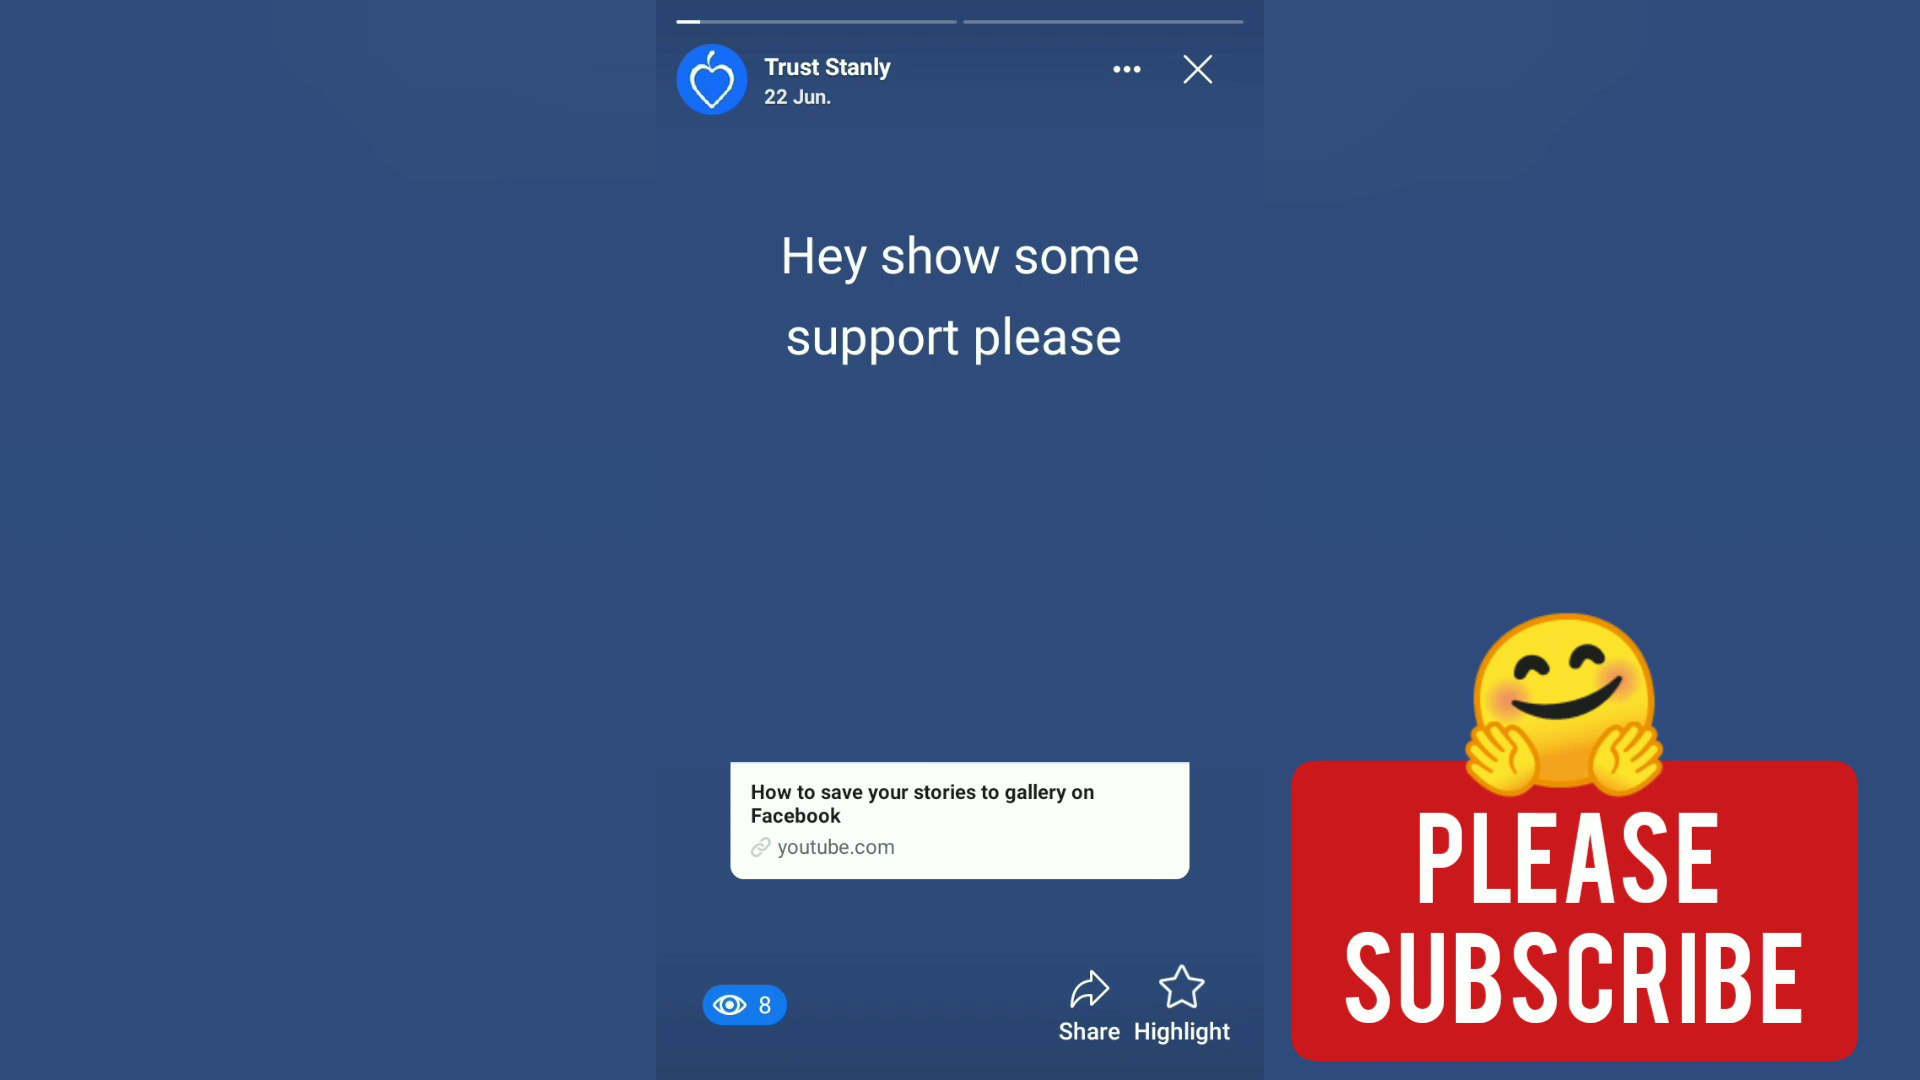 Trust Stanly
22 Jun.
Hey show some
support please
How to save your stories to gallery on
Facebook
youtube.com
8
Share Highlight
PLEASE
SUBSCRIBE